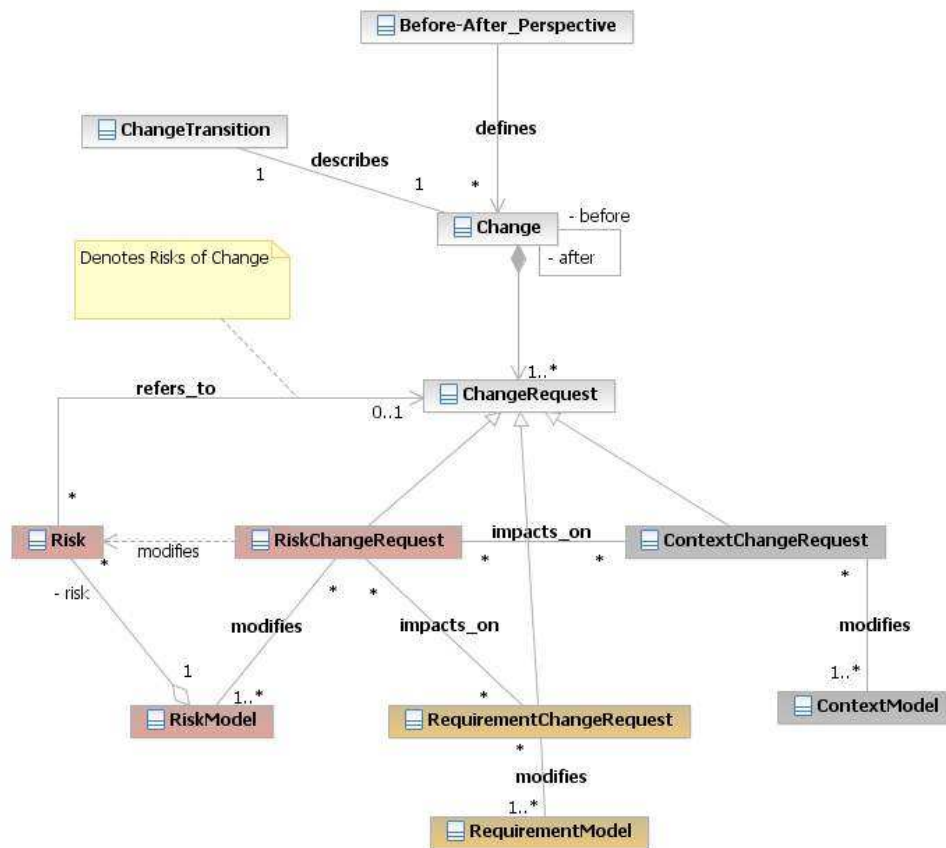 Before-After_Perspective
defines
ChangeTransition
describes
1
1
*
Change
- before
- after
Denotes Risks of Change
1..*
refers_to
ChangeRequest
0..1
*
Risk
modifies
*
RiskChangeRequest
impacts_on
*
*
ContextChangeRequest
- risk
*
*
*
modifies
impacts_on
modifies
1
1..*
*
1..*
RiskModel
RequirementChangeRequest
ContextModel
*
modifies
1..*
RequirementModel